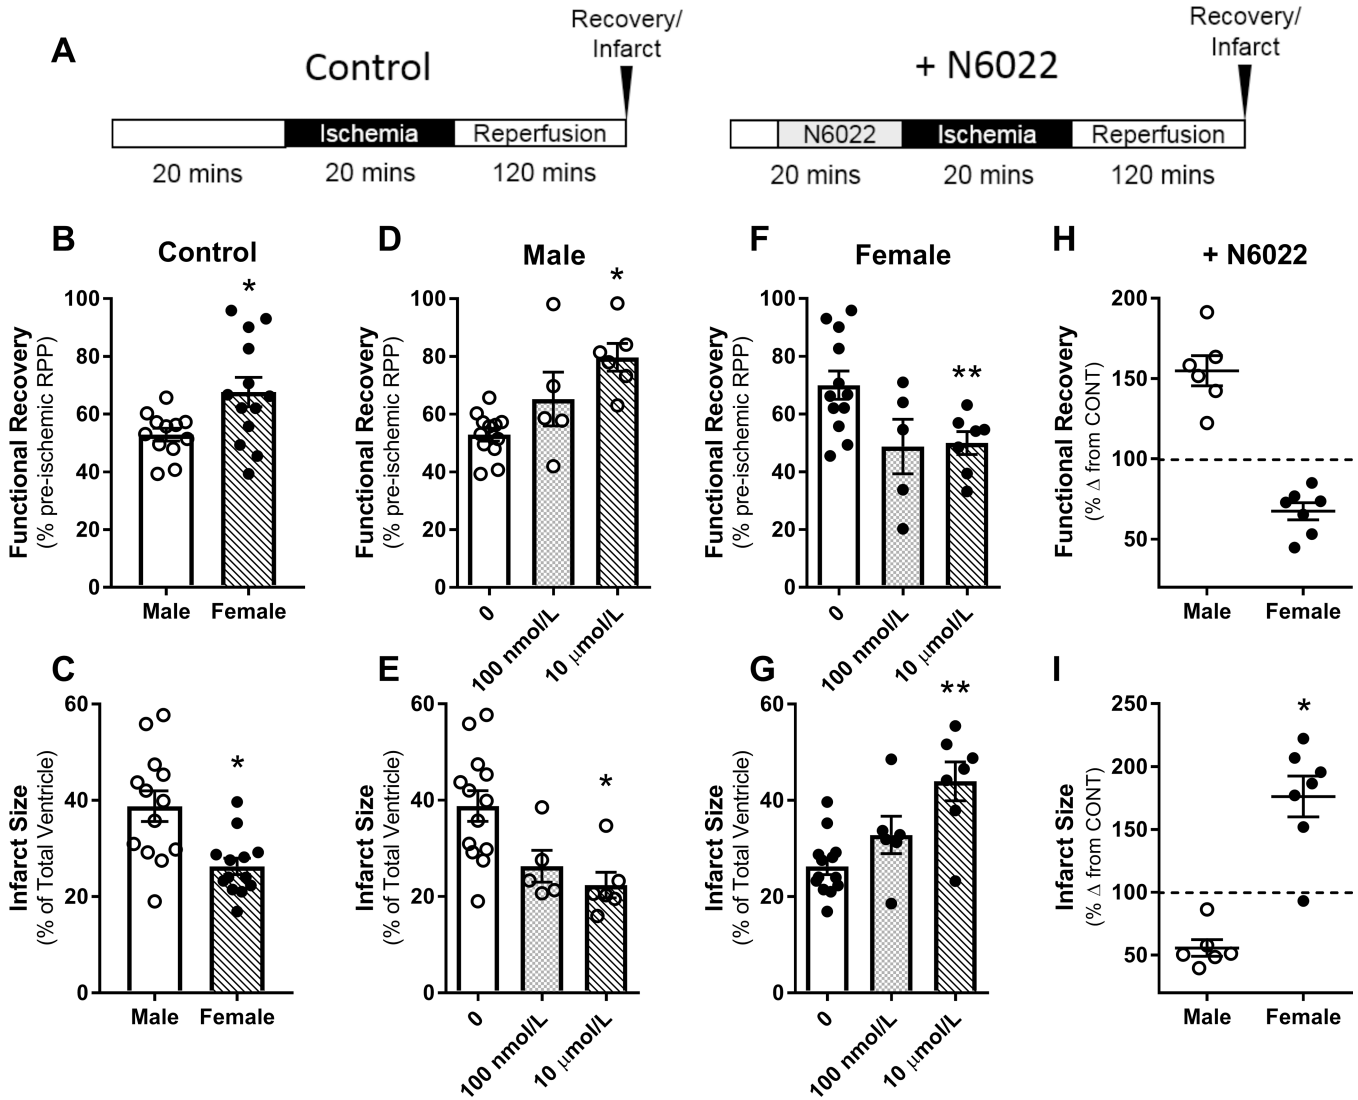 A
Control
Recovery/
Infarct
Ischemia
Reperfusion
20 mins
20 mins
120 mins
+ N6022
Recovery/
Infarct
N6022
Ischemia
Reperfusion
20 mins
20 mins
120 mins
B
Control
Functional Recovery
(% pre-ischemic RPP)
100
80
60
40
20
0
*
Male
Female
D
Male
Functional Recovery
(% pre-ischemic RPP)
100
80
60
40
20
0
*
0
100 nmol/L
10 μmol/L
F
Female
Functional Recovery
(% pre-ischemic RPP)
100
80
60
40
20
0
**
0
100 nmol/L
10 μmol/L
H
+ N6022
Functional Recovery
(% Δ from CONT)
200
150
100
50
Male
Female
C
Infarct Size
(% of Total Ventricle)
60
40
20
0
*
Male
Female
E
Infarct Size
(% of Total Ventricle)
60
40
20
0
*
0
100 nmol/L
10 μmol/L
G
Infarct Size
(% of Total Ventricle)
60
40
20
0
**
0
100 nmol/L
10 μmol/L
I
Infarct Size
(% Δ from CONT)
250
200
150
100
50
*
Male
Female